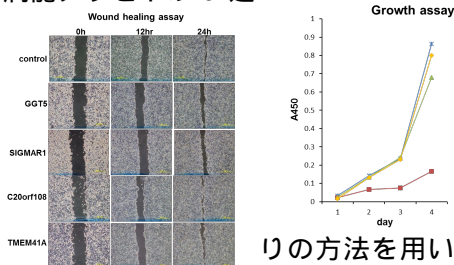 Wound healing assay
0h 12hr 24h
control
GGT5
SIGMAR1
C20orf108
TMEM41A
Growth assay
A450
1
0.9
0.8
0.7
0.6
0.5
0.4
0.3
0.2
0.1
0
1 2 3 4
day
りの方法を用い